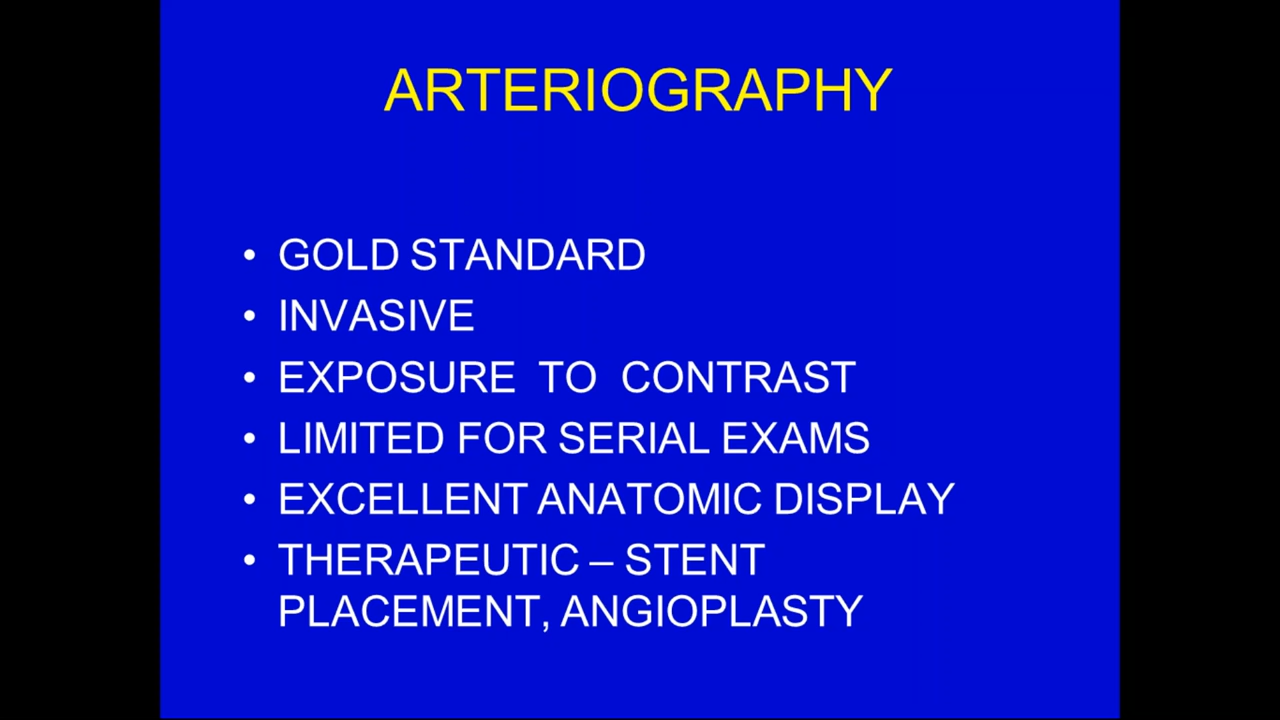 ARTERIOGRAPHY
• GOLD STANDARD
• INVASIVE
• EXPOSURE TO CONTRAST
• LIMITED FOR SERIAL EXAMS
• EXCELLENT ANATOMIC DISPLAY
• THERAPEUTIC – STENT
PLACEMENT, ANGIOPLASTY